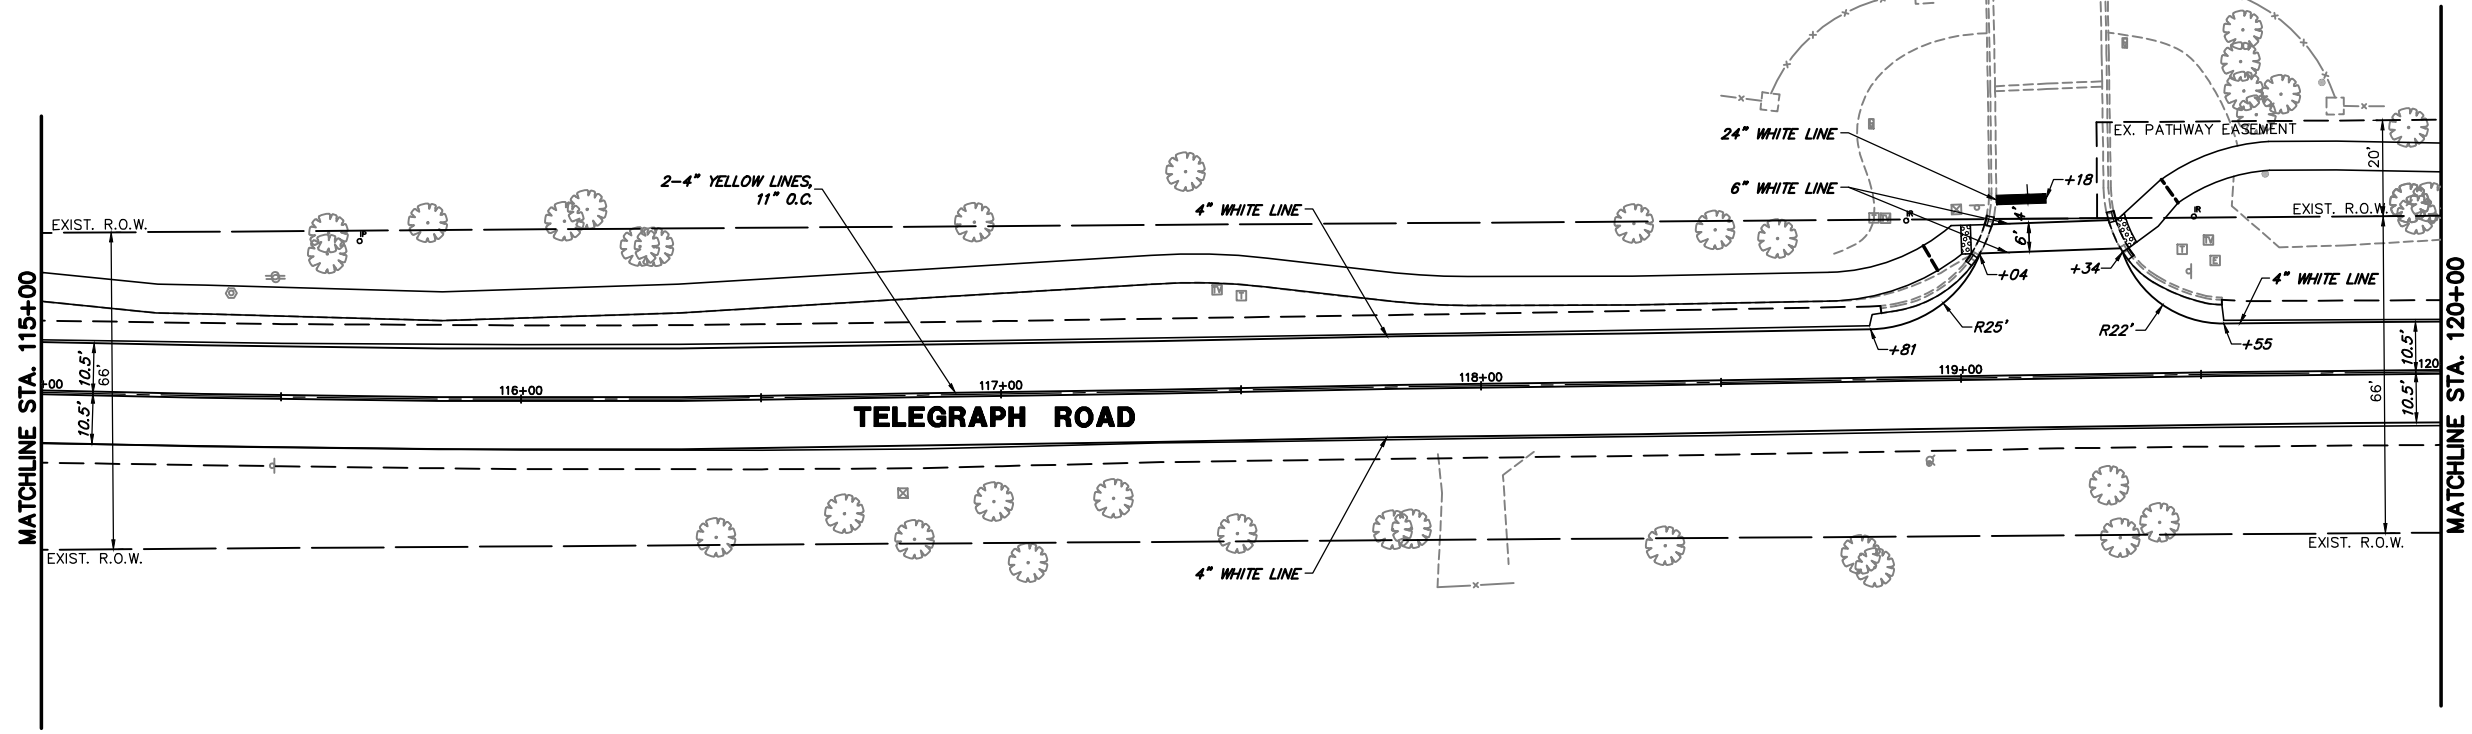 EX. PATHWAY EASEMENT
24" WHITE LINE
20'
+18
6" WHITE LINE
2-4" YELLOW LINES,
11" O.C.
4" WHITE LINE
EXIST. R.O.W.
EXIST. R.O.W.
4'
6'
+04
+34
4" WHITE LINE
R25'
R22'
+81
+55
MATCHLINE STA. 115+00
10.5'
66'
10.5'
+00
116+00
117+00
118+00
119+00
120
10.5'
66'
10.5'
MATCHLINE STA. 120+00
TELEGRAPH ROAD
EXIST. R.O.W.
EXIST. R.O.W.
4" WHITE LINE
TV
T
T
TV
E
T